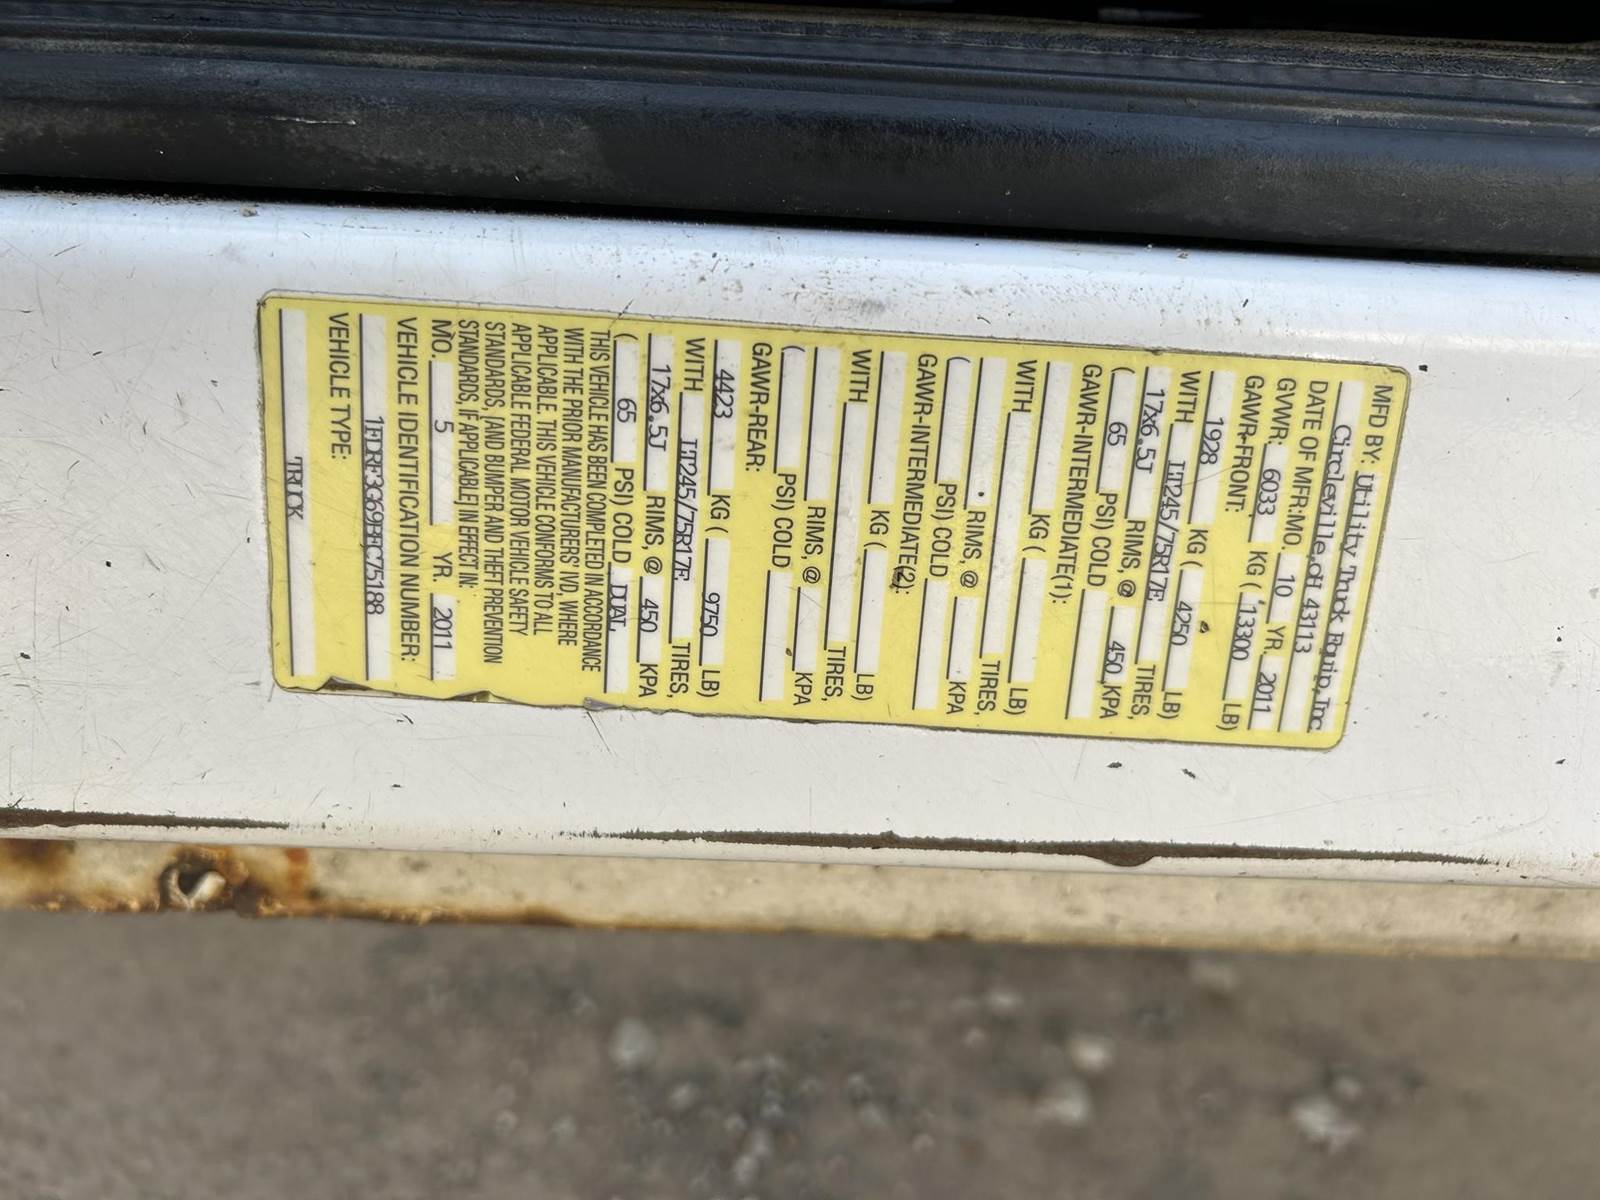 MFD BY: Utility Truck Equip, Inc.
Circleville, OH 43113
DATE OF MFR: MO. 10 YR. 2011
GVWR: 6033 KG ( 13300 LB)
GAWR-FRONT:
1928 KG ( 4250 LB)
WITH LT245/75R17E TIRES,
17x6.5J RIMS, @ 450 KPA
( 65 PSI) COLD
GAWR-INTERMEDIATE(1):
KG ( LB)
WITH TIRES,
RIMS, @ KPA
( PSI) COLD
GAWR-INTERMEDIATE(2):
KG ( LB)
WITH TIRES,
RIMS, @ KPA
( PSI) COLD
GAWR-REAR:
4423 KG ( 9750 LB)
WITH LT245/75R17E TIRES,
17x6.5J RIMS, @ 450 KPA
( 65 PSI) COLD DUAL
THIS VEHICLE HAS BEEN COMPLETED IN ACCORDANCE
WITH THE PRIOR MANUFACTURERS' IVD, WHERE
APPLICABLE. THIS VEHICLE CONFORMS TO ALL
APPLICABLE FEDERAL MOTOR VEHICLE SAFETY
STANDARDS, [AND BUMPER AND THEFT PREVENTION
STANDARDS, IF APPLICABLE] IN EFFECT IN:
MO. 5 YR. 2011
VEHICLE IDENTIFICATION NUMBER:
1FDRF3G69BEC75188
VEHICLE TYPE:
TRUCK